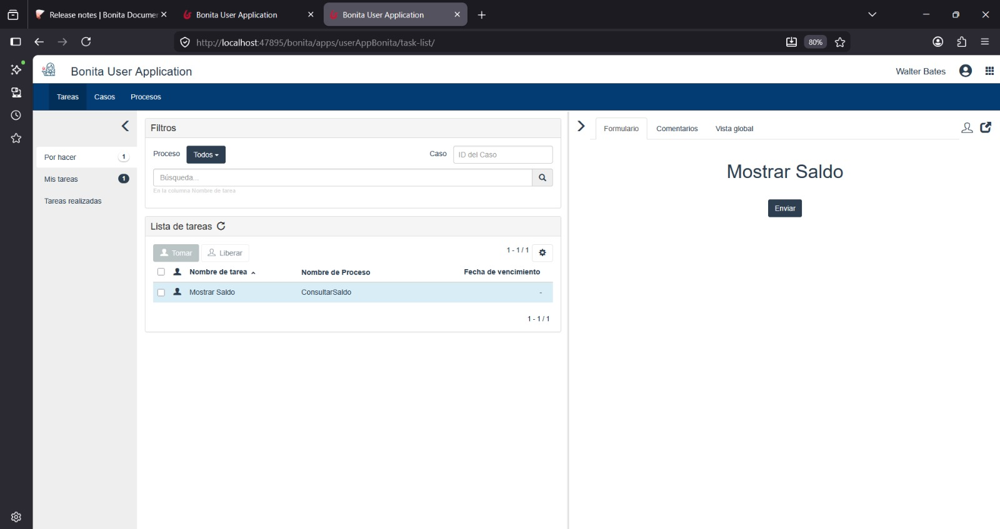 Release notes | Bonita Documen
Bonita User Application
Bonita User Application
http://localhost:47895/bonita/apps/userAppBonita/task-list/
80%
Bonita User Application
Walter Bates
Tareas
Casos
Procesos
Por hacer
1
Mis tareas
1
Tareas realizadas
Filtros
Proceso
Todos
Caso
ID del Caso
Búsqueda...
En la columna Nombre de tarea
Lista de tareas
Tomar
Liberar
1 - 1 / 1
Nombre de tarea
Nombre de Proceso
Fecha de vencimiento
Mostrar Saldo
ConsultarSaldo
-
1 - 1 / 1
Formulario
Comentarios
Vista global
Mostrar Saldo
Enviar